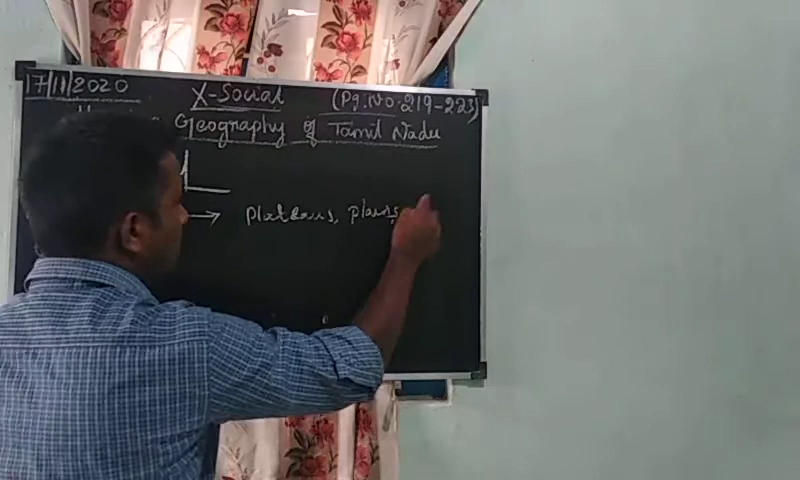 17/11/2020
X-Social
(Pg.No.219-223)
Geography of Tamil Nadu
→ Plateaus, plains